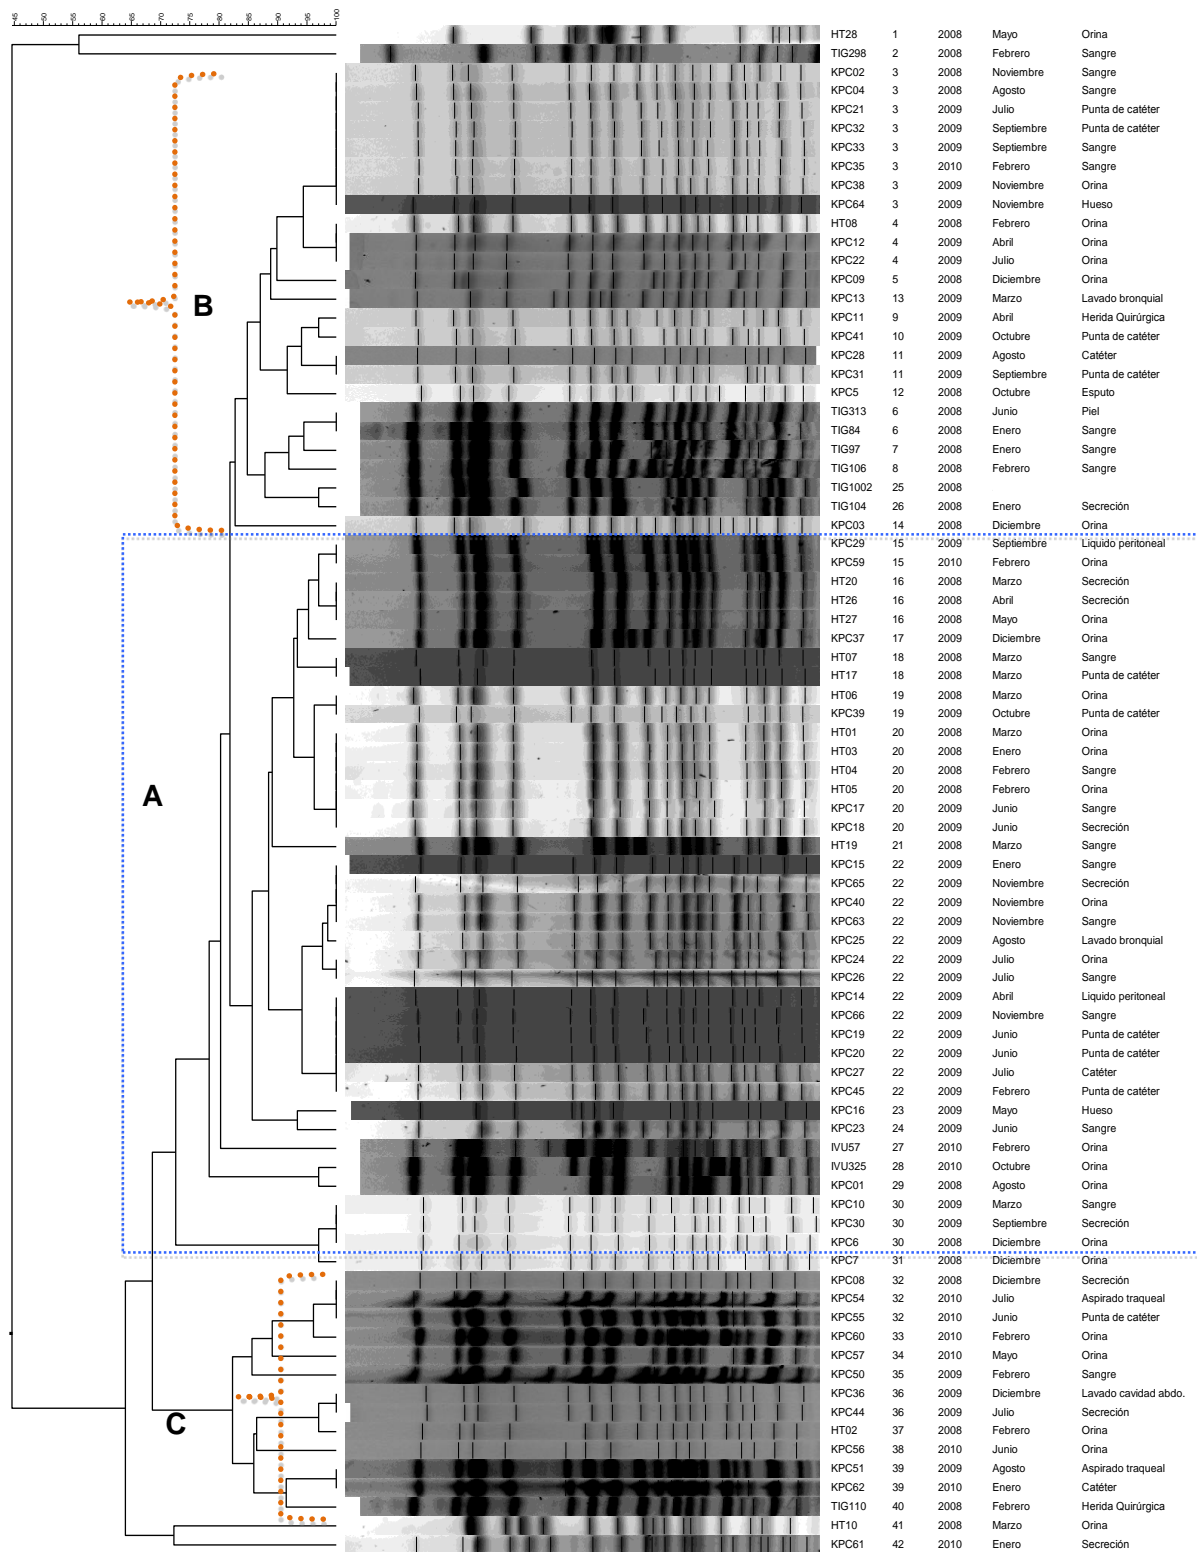 45 50 55 60 65 70 75 80 85 90 95 100
HT28 1 2008 Mayo Orina
TIG298 2 2008 Febrero Sangre
KPC02 3 2008 Noviembre Sangre
KPC04 3 2008 Agosto Sangre
KPC21 3 2009 Julio Punta de catéter
KPC32 3 2009 Septiembre Punta de catéter
KPC33 3 2009 Septiembre Sangre
KPC35 3 2010 Febrero Sangre
KPC38 3 2009 Noviembre Orina
KPC64 3 2009 Noviembre Hueso
HT08 4 2008 Febrero Orina
KPC12 4 2009 Abril Orina
KPC22 4 2009 Julio Orina
KPC09 5 2008 Diciembre Orina
KPC13 13 2009 Marzo Lavado bronquial
B
KPC11 9 2009 Abril Herida Quirúrgica
KPC41 10 2009 Octubre Punta de catéter
KPC28 11 2009 Agosto Catéter
KPC31 11 2009 Septiembre Punta de catéter
KPC5 12 2008 Octubre Esputo
TIG313 6 2008 Junio Piel
TIG84 6 2008 Enero Sangre
TIG97 7 2008 Enero Sangre
TIG106 8 2008 Febrero Sangre
TIG1002 25 2008
TIG104 26 2008 Enero Secreción
KPC03 14 2008 Diciembre Orina
KPC29 15 2009 Septiembre Liquido peritoneal
KPC59 15 2010 Febrero Orina
HT20 16 2008 Marzo Secreción
HT26 16 2008 Abril Secreción
HT27 16 2008 Mayo Orina
KPC37 17 2009 Diciembre Orina
HT07 18 2008 Marzo Sangre
HT17 18 2008 Marzo Punta de catéter
HT06 19 2008 Marzo Orina
KPC39 19 2009 Octubre Punta de catéter
HT01 20 2008 Marzo Orina
HT03 20 2008 Enero Orina
HT04 20 2008 Febrero Sangre
HT05 20 2008 Febrero Orina
A
KPC17 20 2009 Junio Sangre
KPC18 20 2009 Junio Secreción
HT19 21 2008 Marzo Sangre
KPC15 22 2009 Enero Sangre
KPC65 22 2009 Noviembre Secreción
KPC40 22 2009 Noviembre Orina
KPC63 22 2009 Noviembre Sangre
KPC25 22 2009 Agosto Lavado bronquial
KPC24 22 2009 Julio Orina
KPC26 22 2009 Julio Sangre
KPC14 22 2009 Abril Liquido peritoneal
KPC66 22 2009 Noviembre Sangre
KPC19 22 2009 Junio Punta de catéter
KPC20 22 2009 Junio Punta de catéter
KPC27 22 2009 Julio Catéter
KPC45 22 2009 Febrero Punta de catéter
KPC16 23 2009 Mayo Hueso
KPC23 24 2009 Junio Sangre
IVU57 27 2010 Febrero Orina
IVU325 28 2010 Octubre Orina
KPC01 29 2008 Agosto Orina
KPC10 30 2009 Marzo Sangre
KPC30 30 2009 Septiembre Secreción
KPC6 30 2008 Diciembre Orina
KPC7 31 2008 Diciembre Orina
KPC08 32 2008 Diciembre Secreción
KPC54 32 2010 Julio Aspirado traqueal
KPC55 32 2010 Junio Punta de catéter
KPC60 33 2010 Febrero Orina
KPC57 34 2010 Mayo Orina
KPC50 35 2009 Febrero Sangre
KPC36 36 2009 Diciembre Lavado cavidad abdo.
KPC44 36 2009 Julio Secreción
C
HT02 37 2008 Febrero Orina
KPC56 38 2010 Junio Orina
KPC51 39 2009 Agosto Aspirado traqueal
KPC62 39 2010 Enero Catéter
TIG110 40 2008 Febrero Herida Quirúrgica
HT10 41 2008 Marzo Orina
KPC61 42 2010 Enero Secreción